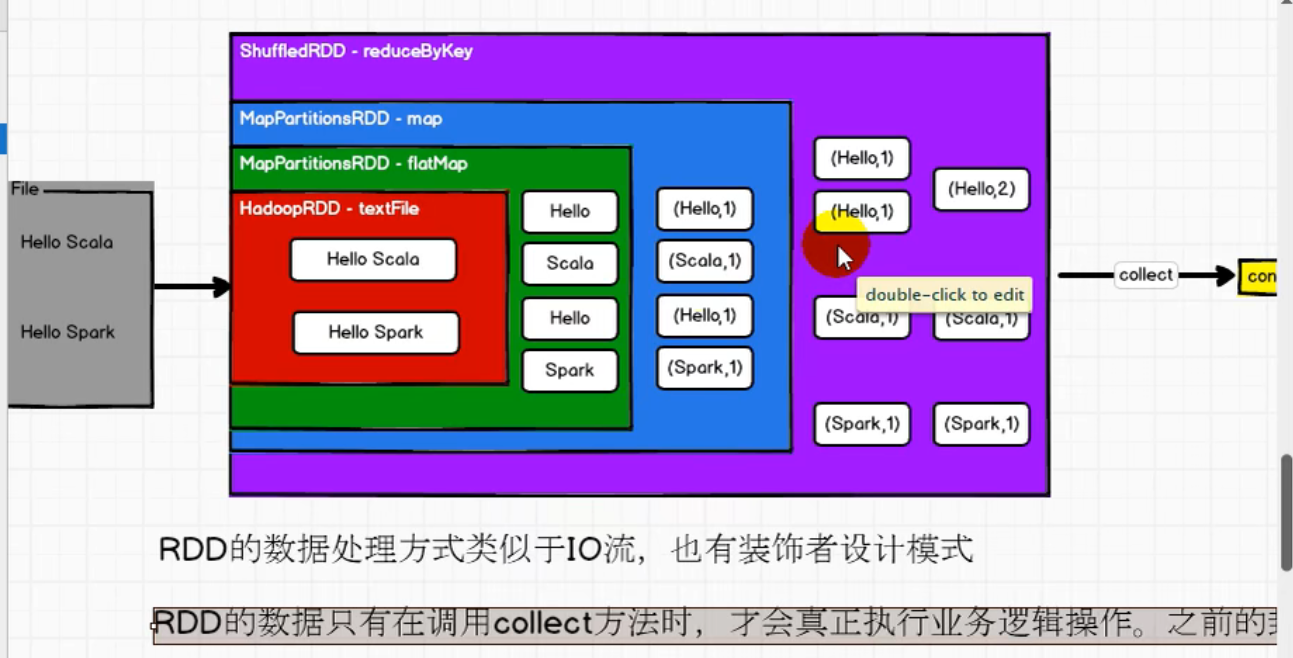 ShuffledRDD - reduceByKey
MapPartitionsRDD - map
MapPartitionsRDD - flatMap
HadoopRDD - textFile
File
Hello Scala
Hello Spark
Hello Scala
Hello Spark
Hello
Scala
Hello
Spark
(Hello,1)
(Scala,1)
(Hello,1)
(Spark,1)
(Hello,1)
(Hello,1)
(Hello,2)
(Scala,1)
(Scala,1)
(Spark,1)
(Spark,1)
double-click to edit
collect
con
RDD的数据处理方式类似于IO流，也有装饰者设计模式
RDD的数据只有在调用collect方法时，才会真正执行业务逻辑操作。之前的